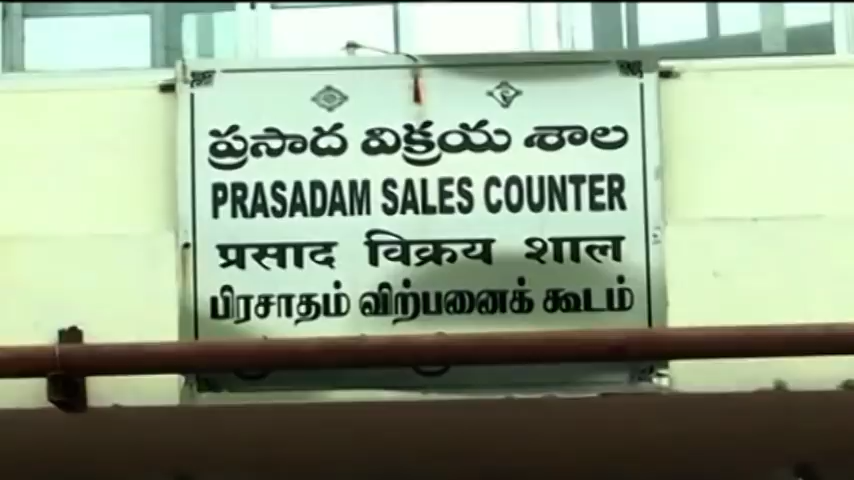 ప్రసాద విక్రయ శాల
PRASADAM SALES COUNTER
प्रसाद विक्रय शाल
பிரசாதம் விற்பனைக் கூடம்